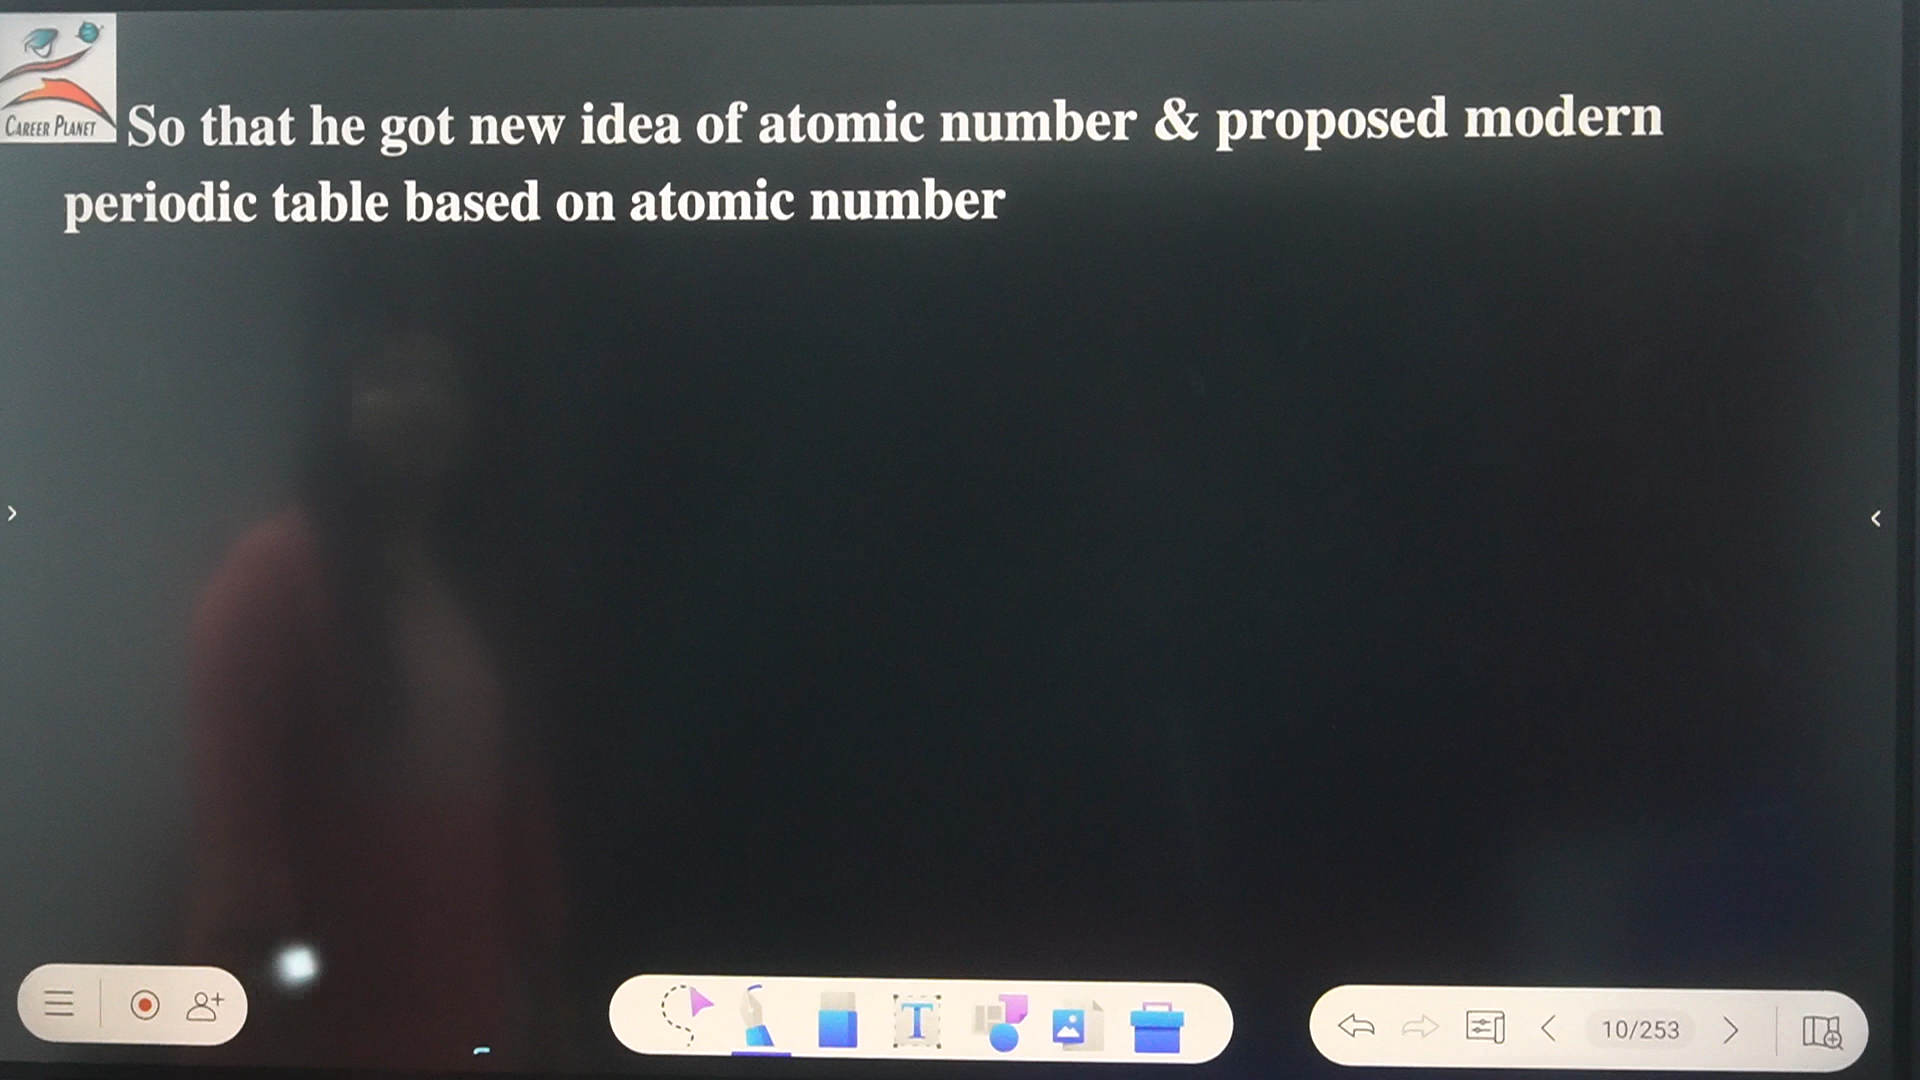 CAREER PLANET
So that he got new idea of atomic number & proposed modern
periodic table based on atomic number
T
10/253